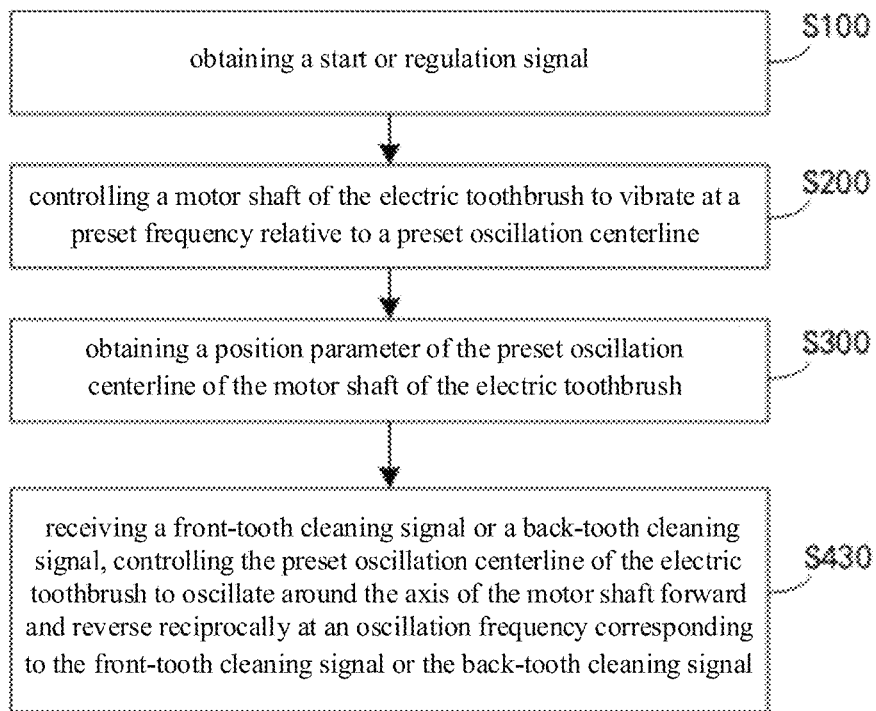 S100
obtaining a start or regulation signal
S200
controlling a motor shaft of the electric toothbrush to vibrate at a
preset frequency relative to a preset oscillation centerline
S300
obtaining a position parameter of the preset oscillation
centerline of the motor shaft of the electric toothbrush
S430
receiving a front-tooth cleaning signal or a back-tooth cleaning
signal, controlling the preset oscillation centerline of the electric
toothbrush to oscillate around the axis of the motor shaft forward
and reverse reciprocally at an oscillation frequency corresponding
to the front-tooth cleaning signal or the back-tooth cleaning signal